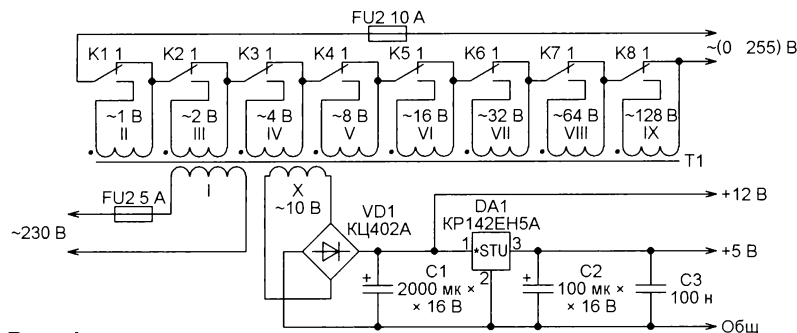 FU2 10 А
K1 1 K2 1 K3 1 K4 1 K5 1 K6 1 K7 1 K8 1
~(0 255) В
~1 В ~2 В ~4 В ~8 В ~16 В ~32 В ~64 В ~128 В
II III IV V VI VII VIII IX
T1
FU2 5 А
I
X
~10 В
~230 В
VD1
КЦ402А
DA1
КР142ЕН5А
+12 В
1 *STU 3
2
+5 В
+ C1
2000 мк ×
× 16 В
+ C2
100 мк ×
× 16 В
C3
100 н
Общ